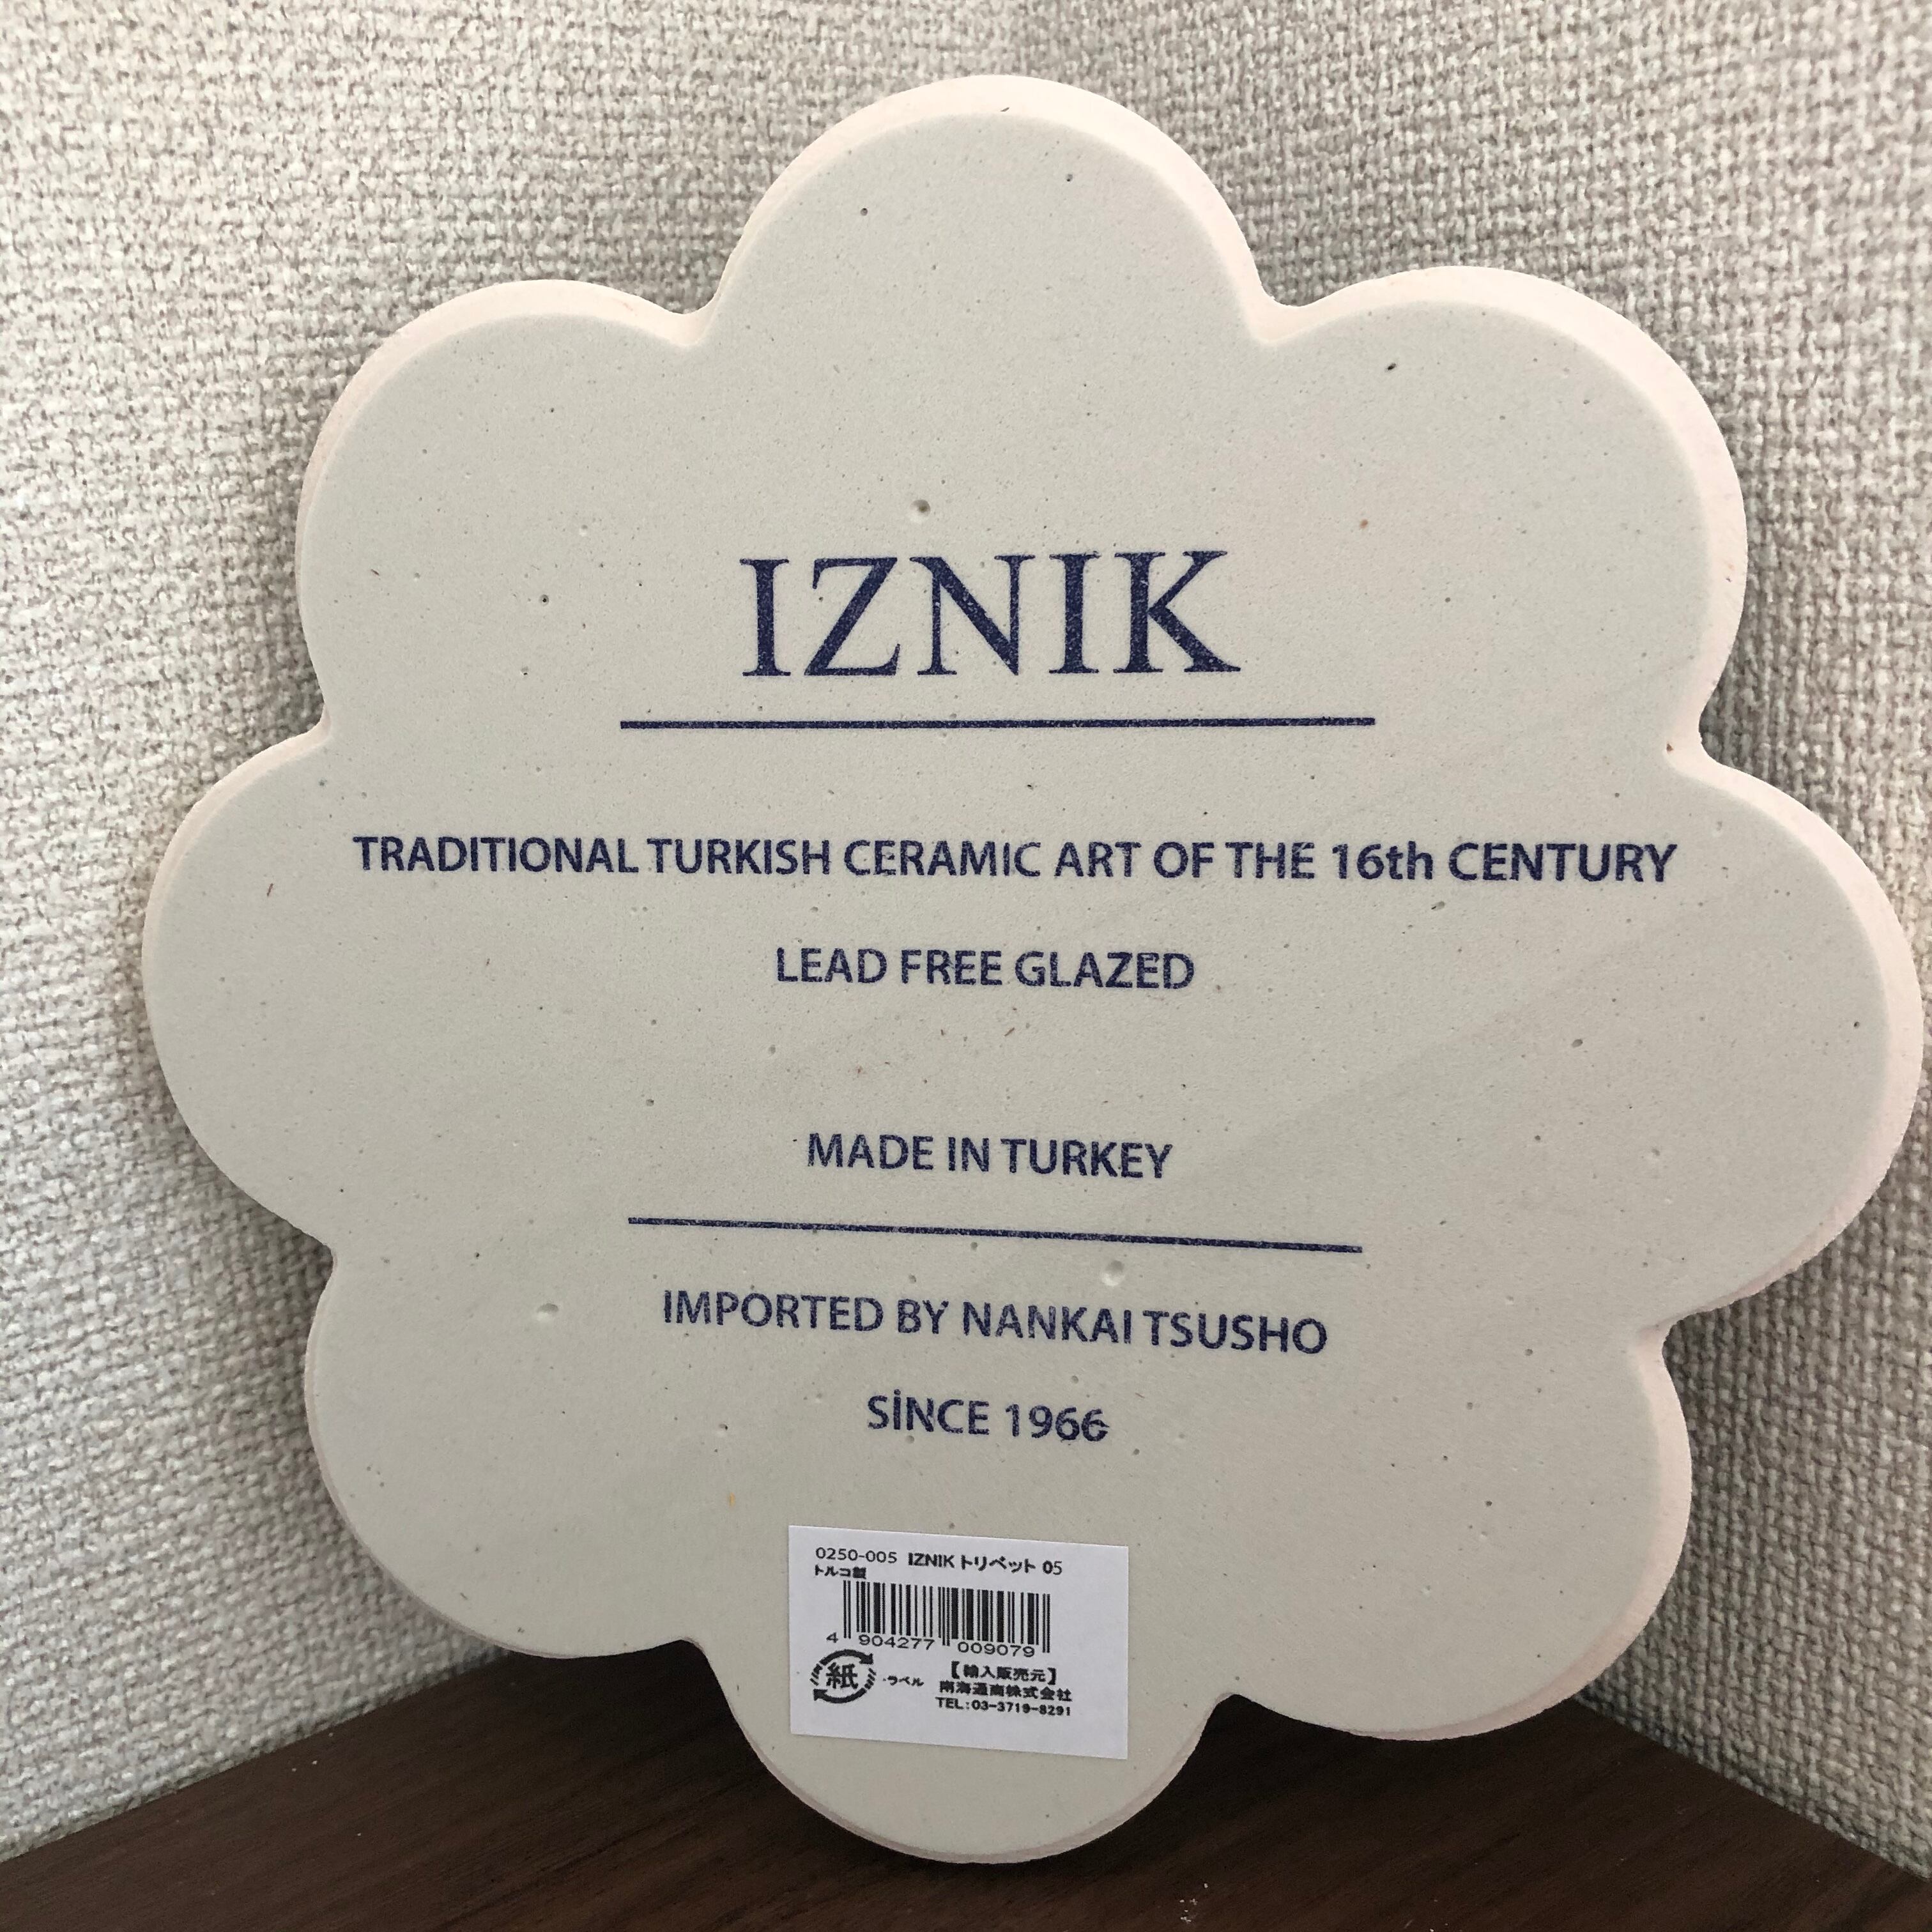 IZNIK
TRADITIONAL TURKISH CERAMIC ART OF THE 16th CENTURY
LEAD FREE GLAZED
MADE IN TURKEY
IMPORTED BY NANKAI TSUSHO
SİNCE 1966
0250-005 IZNIK トリベット 05
トルコ製
4 904277 009079
紙 ・ラベル
【輸入販売元】
南海通商株式会社
TEL:03-3719-8291